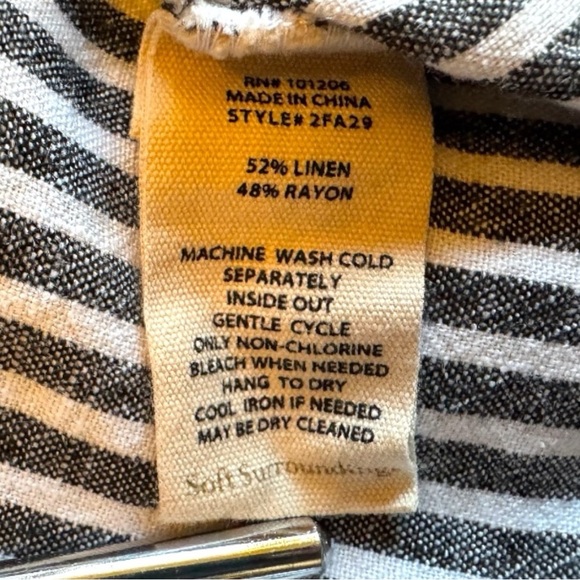 RN# 101206
MADE IN CHINA
STYLE# 2FA29
52% LINEN
48% RAYON
MACHINE WASH COLD
SEPARATELY
INSIDE OUT
GENTLE CYCLE
ONLY NON-CHLORINE
BLEACH WHEN NEEDED
HANG TO DRY
COOL IRON IF NEEDED
MAY BE DRY CLEANED
Soft Surroundings